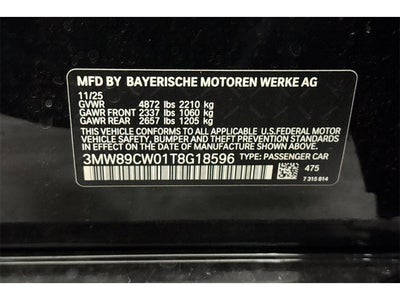 MFD BY BAYERISCHE MOTOREN WERKE AG
11/25
GVWR 4872 lbs 2210 kg
GAWR FRONT 2337 lbs 1060 kg
GAWR REAR 2657 lbs 1205 kg
THIS VEHICLE CONFORMS TO ALL APPLICABLE U.S.FEDERAL MOTOR
VEHICLE SAFETY, BUMPER, AND THEFT PREVENTION STANDARDS
IN EFFECT ON THE DATE OF MANUFACTURE SHOWN ABOVE.
3MW89CW01T8G18596 TYPE: PASSENGER CAR
475
7 315 814